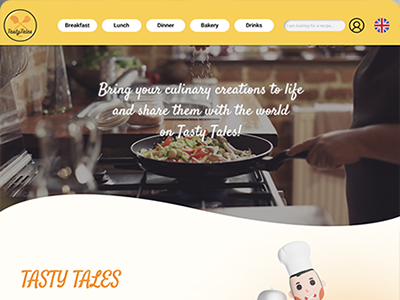 TastyTales
Breakfast
Lunch
Dinner
Bakery
Drinks
I am looking for a recipe...
Bring your culinary creations to life
and share them with the world
on Tasty Tales!
TASTY TALES